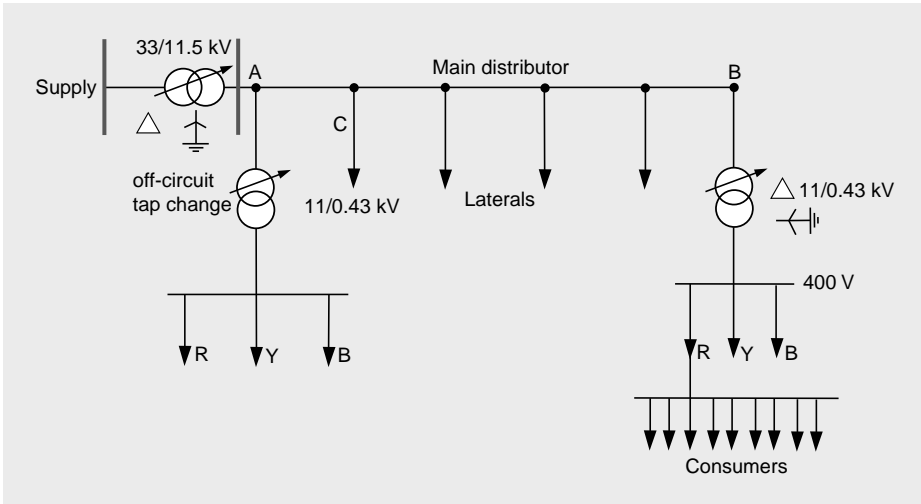 33/11.5 kV
A
Main distributor
B
Supply
C
off-circuit
tap change
11/0.43 kV
Laterals
11/0.43 kV
400 V
R
Y
B
R
Y
B
Consumers